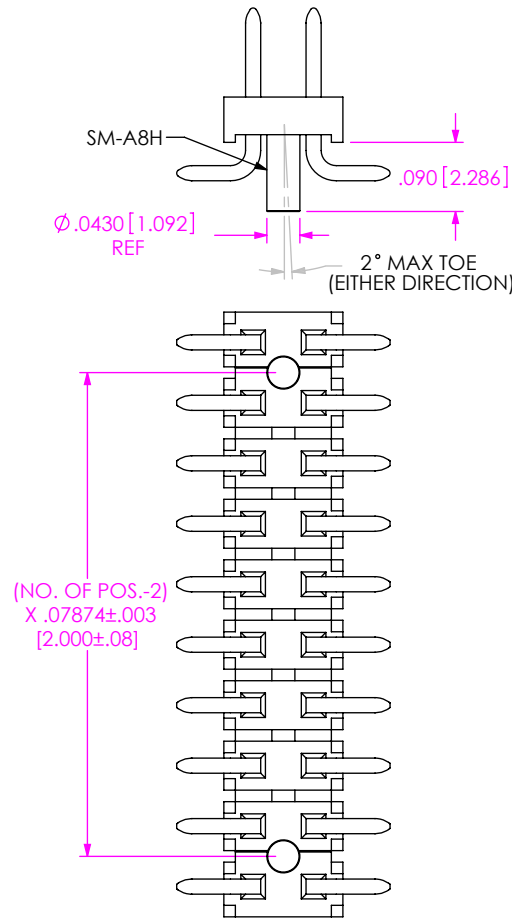 SM-A8H
.090 [2.286]
Ø.0430 [1.092]
REF
2° MAX TOE
(EITHER DIRECTION)
(NO. OF POS.-2)
X .07874±.003
[2.000±.08]